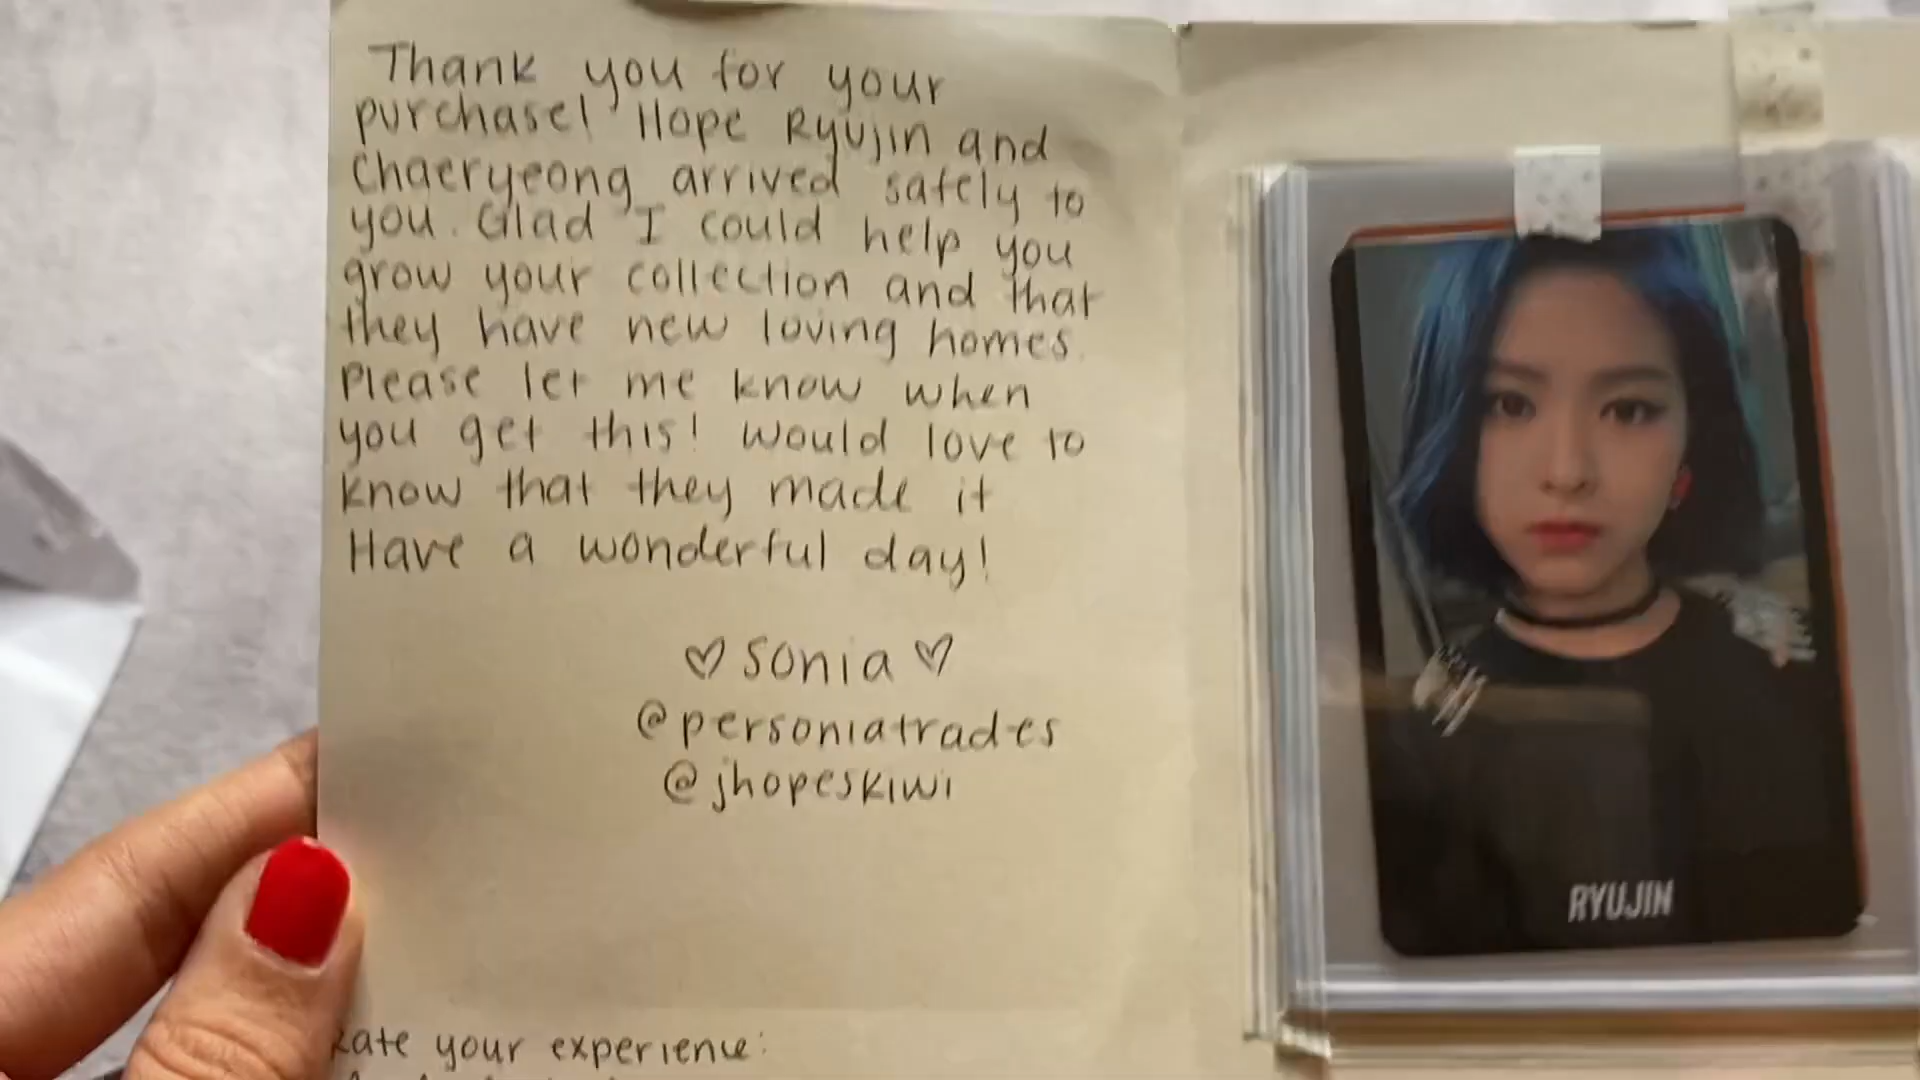 Thank you for your
purchase! Hope Ryujin and
Chaeryeong arrived safely to
you. Glad I could help you
grow your collection and that
they have new loving homes.
Please let me know when
you get this! Would love to
know that they made it
Have a wonderful day!
♡ Sonia ♡
@personiatrades
@jhopeskiwi
Rate your experience:
RYUJIN